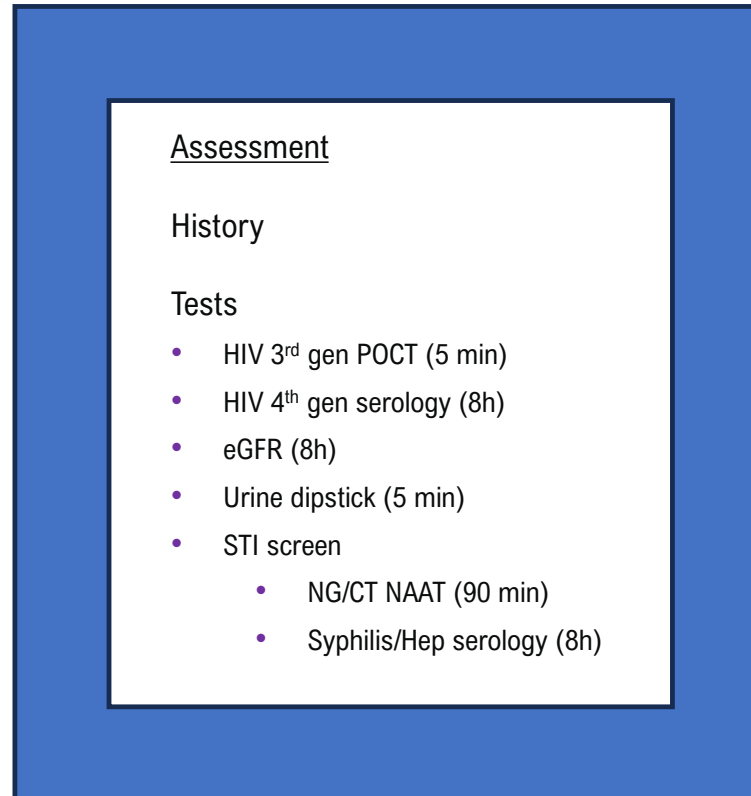 Assessment
History
Tests
• HIV 3rd gen POCT (5 min)
• HIV 4th gen serology (8h)
• eGFR (8h)
• Urine dipstick (5 min)
• STI screen
• NG/CT NAAT (90 min)
• Syphilis/Hep serology (8h)